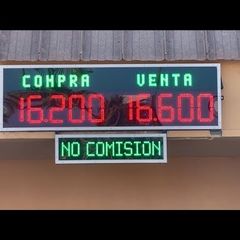 COMPRA VENTA
16.200 16.600
NO COMISION